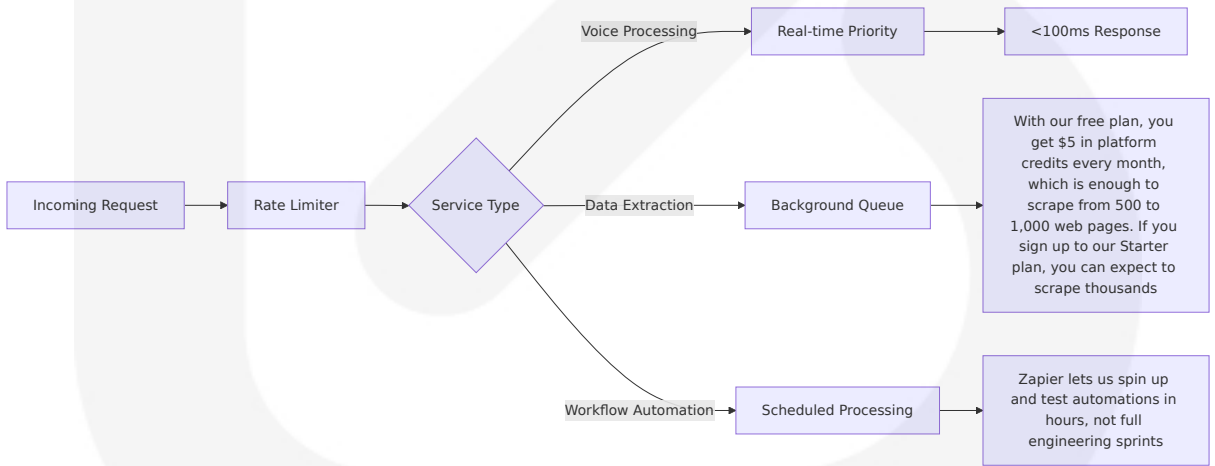 Voice Processing
Real-time Priority
<100ms Response
Incoming Request
Rate Limiter
Service Type
Data Extraction
Background Queue
With our free plan, you
get $5 in platform
credits every month,
which is enough to
scrape from 500 to
1,000 web pages. If you
sign up to our Starter
plan, you can expect to
scrape thousands
Workflow Automation
Scheduled Processing
Zapier lets us spin up
and test automations in
hours, not full
engineering sprints